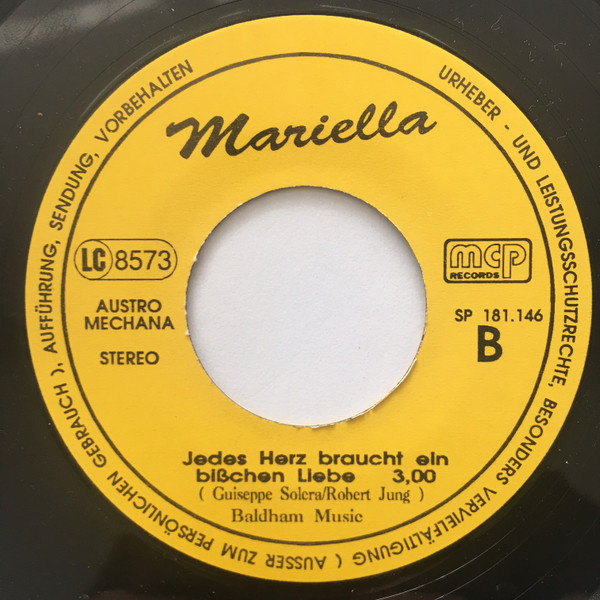 Mariella
LC 8573
AUSTRO
MECHANA
STEREO
mcp
RECORDS
SP 181.146
B
Jedes Herz braucht ein
bißchen Liebe 3,00
( Guiseppe Solera/Robert Jung )
Baldham Music
URHEBER - UND LEISTUNGSSCHUTZRECHTE, BESONDERS VERVIELFÄLTIGUNG ( AUSSER ZUM PERSÖNLICHEN GEBRAUCH ), AUFFÜHRUNG, SENDUNG, VORBEHALTEN